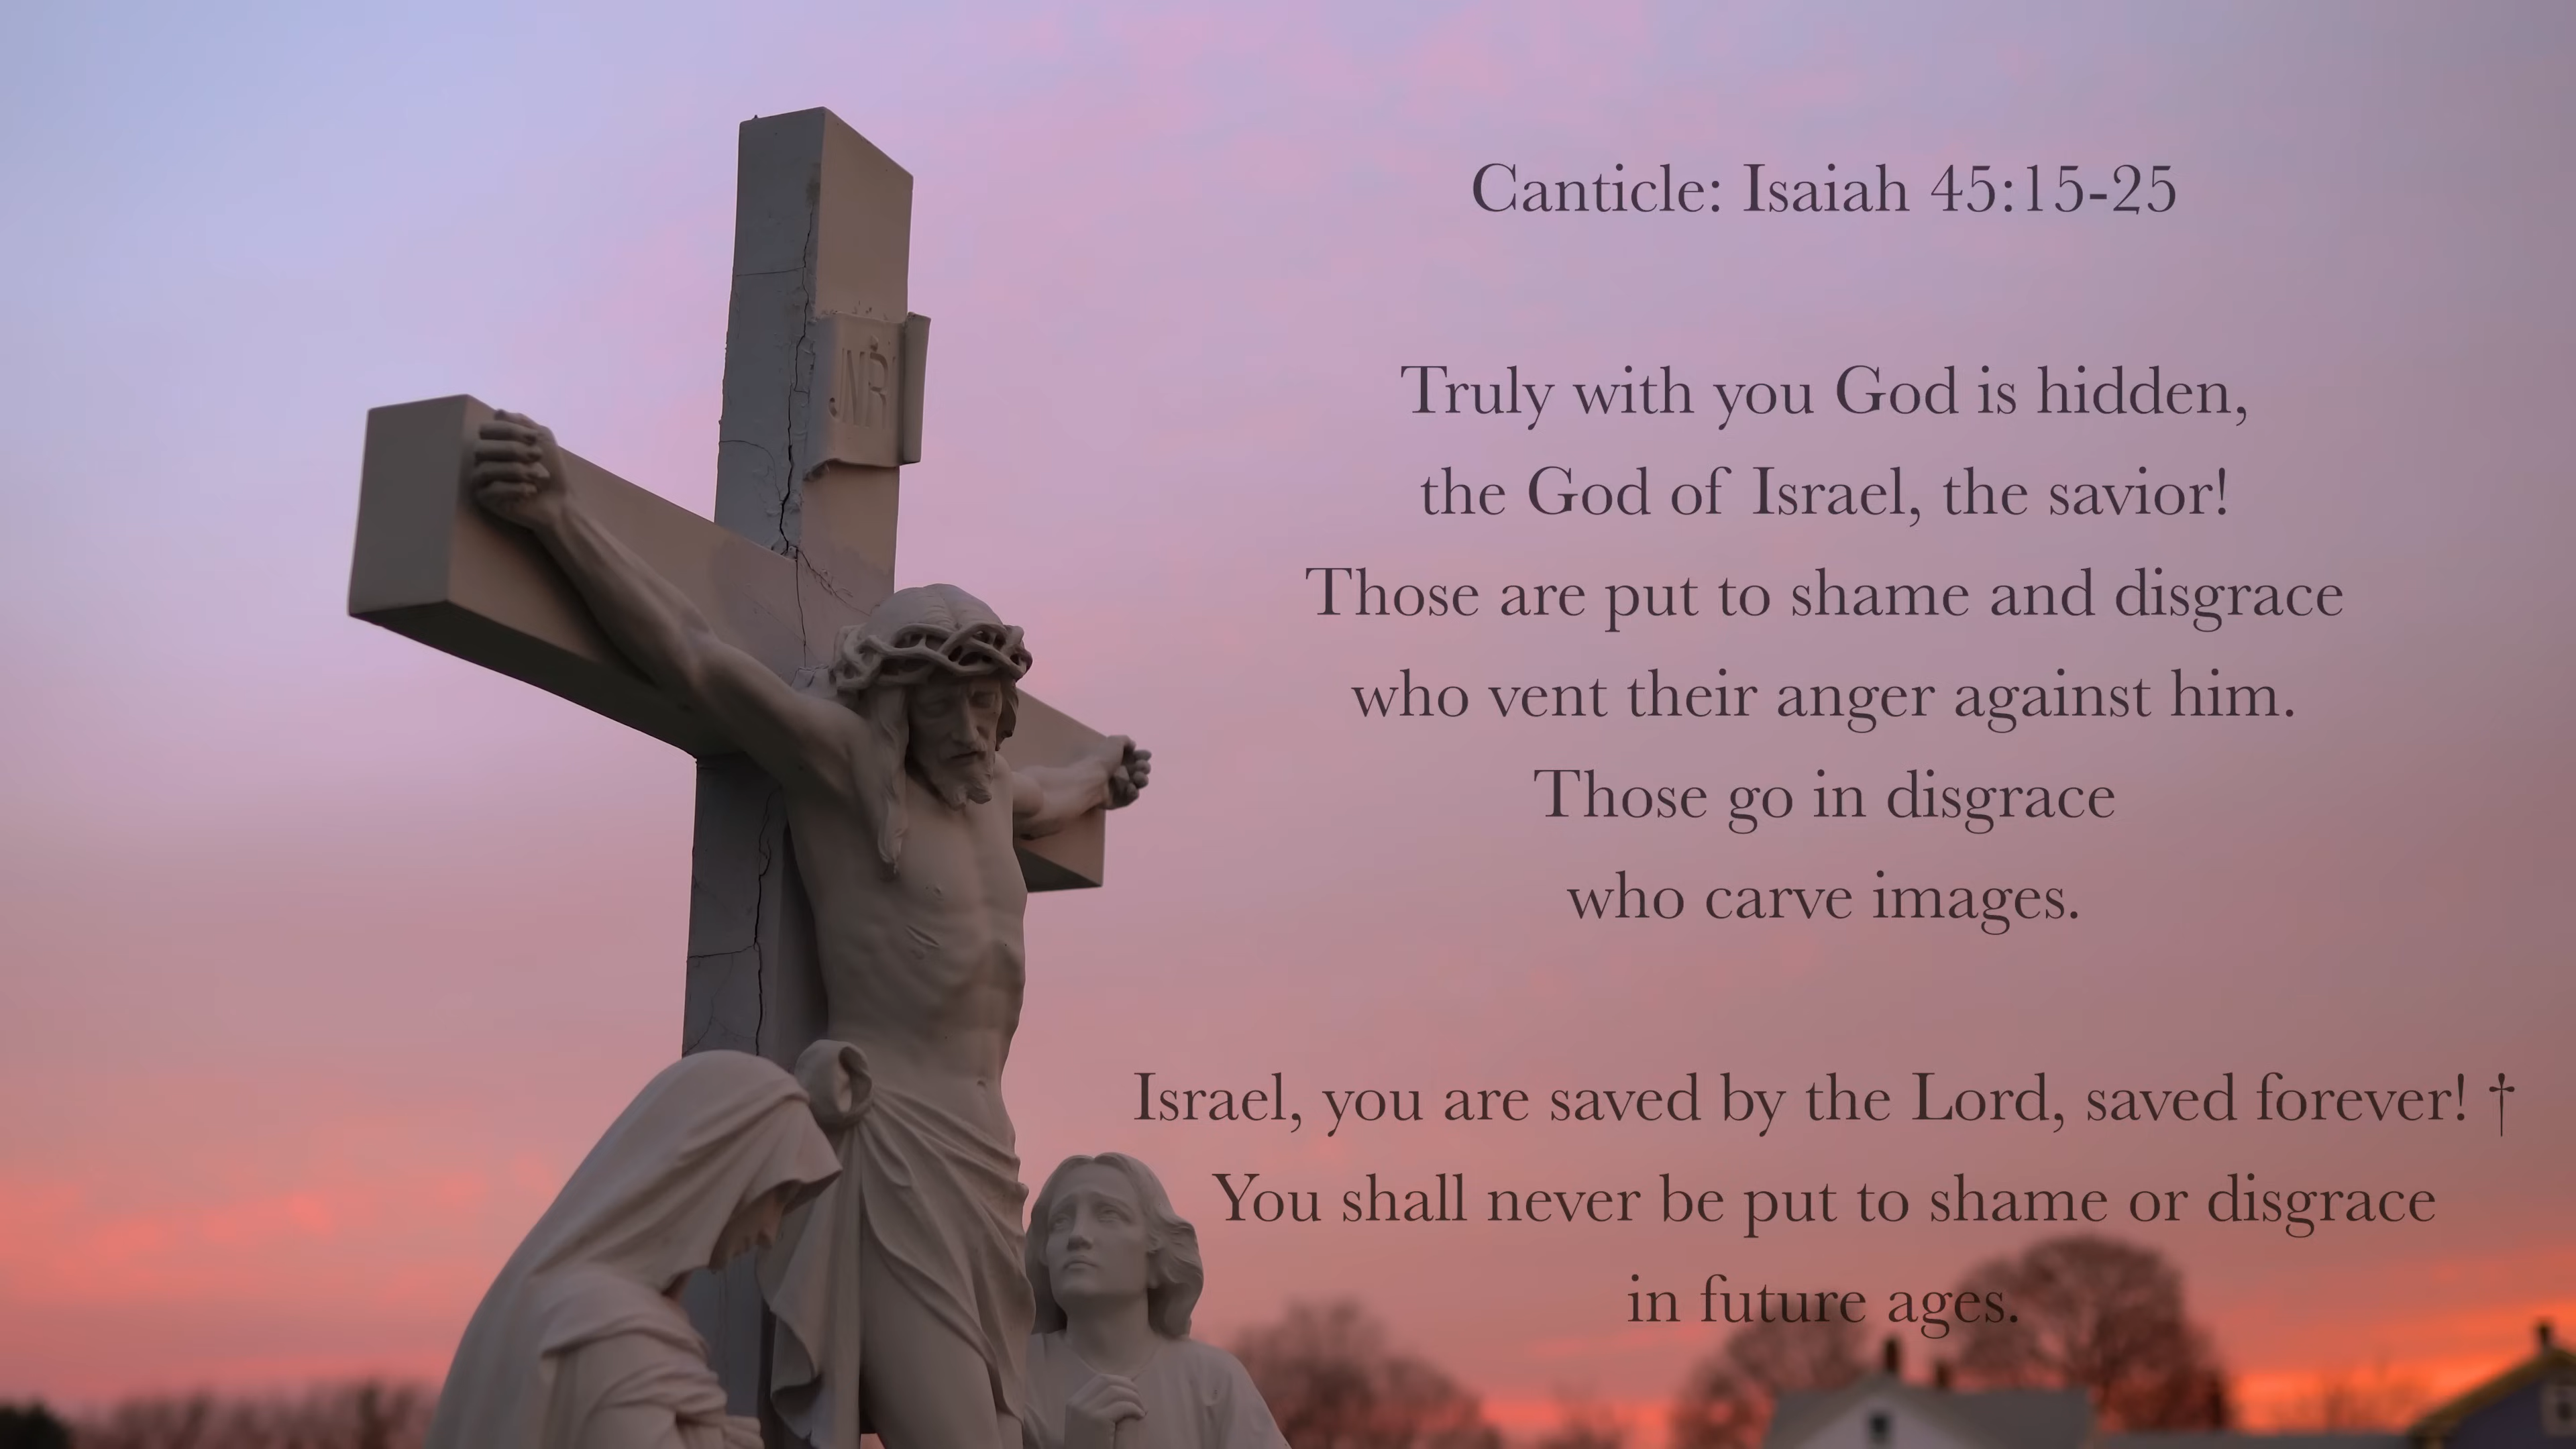 INRI
Canticle: Isaiah 45:15-25
Truly with you God is hidden,
the God of Israel, the savior!
Those are put to shame and disgrace
who vent their anger against him.
Those go in disgrace
who carve images.
Israel, you are saved by the Lord, saved forever! †
You shall never be put to shame or disgrace
in future ages.